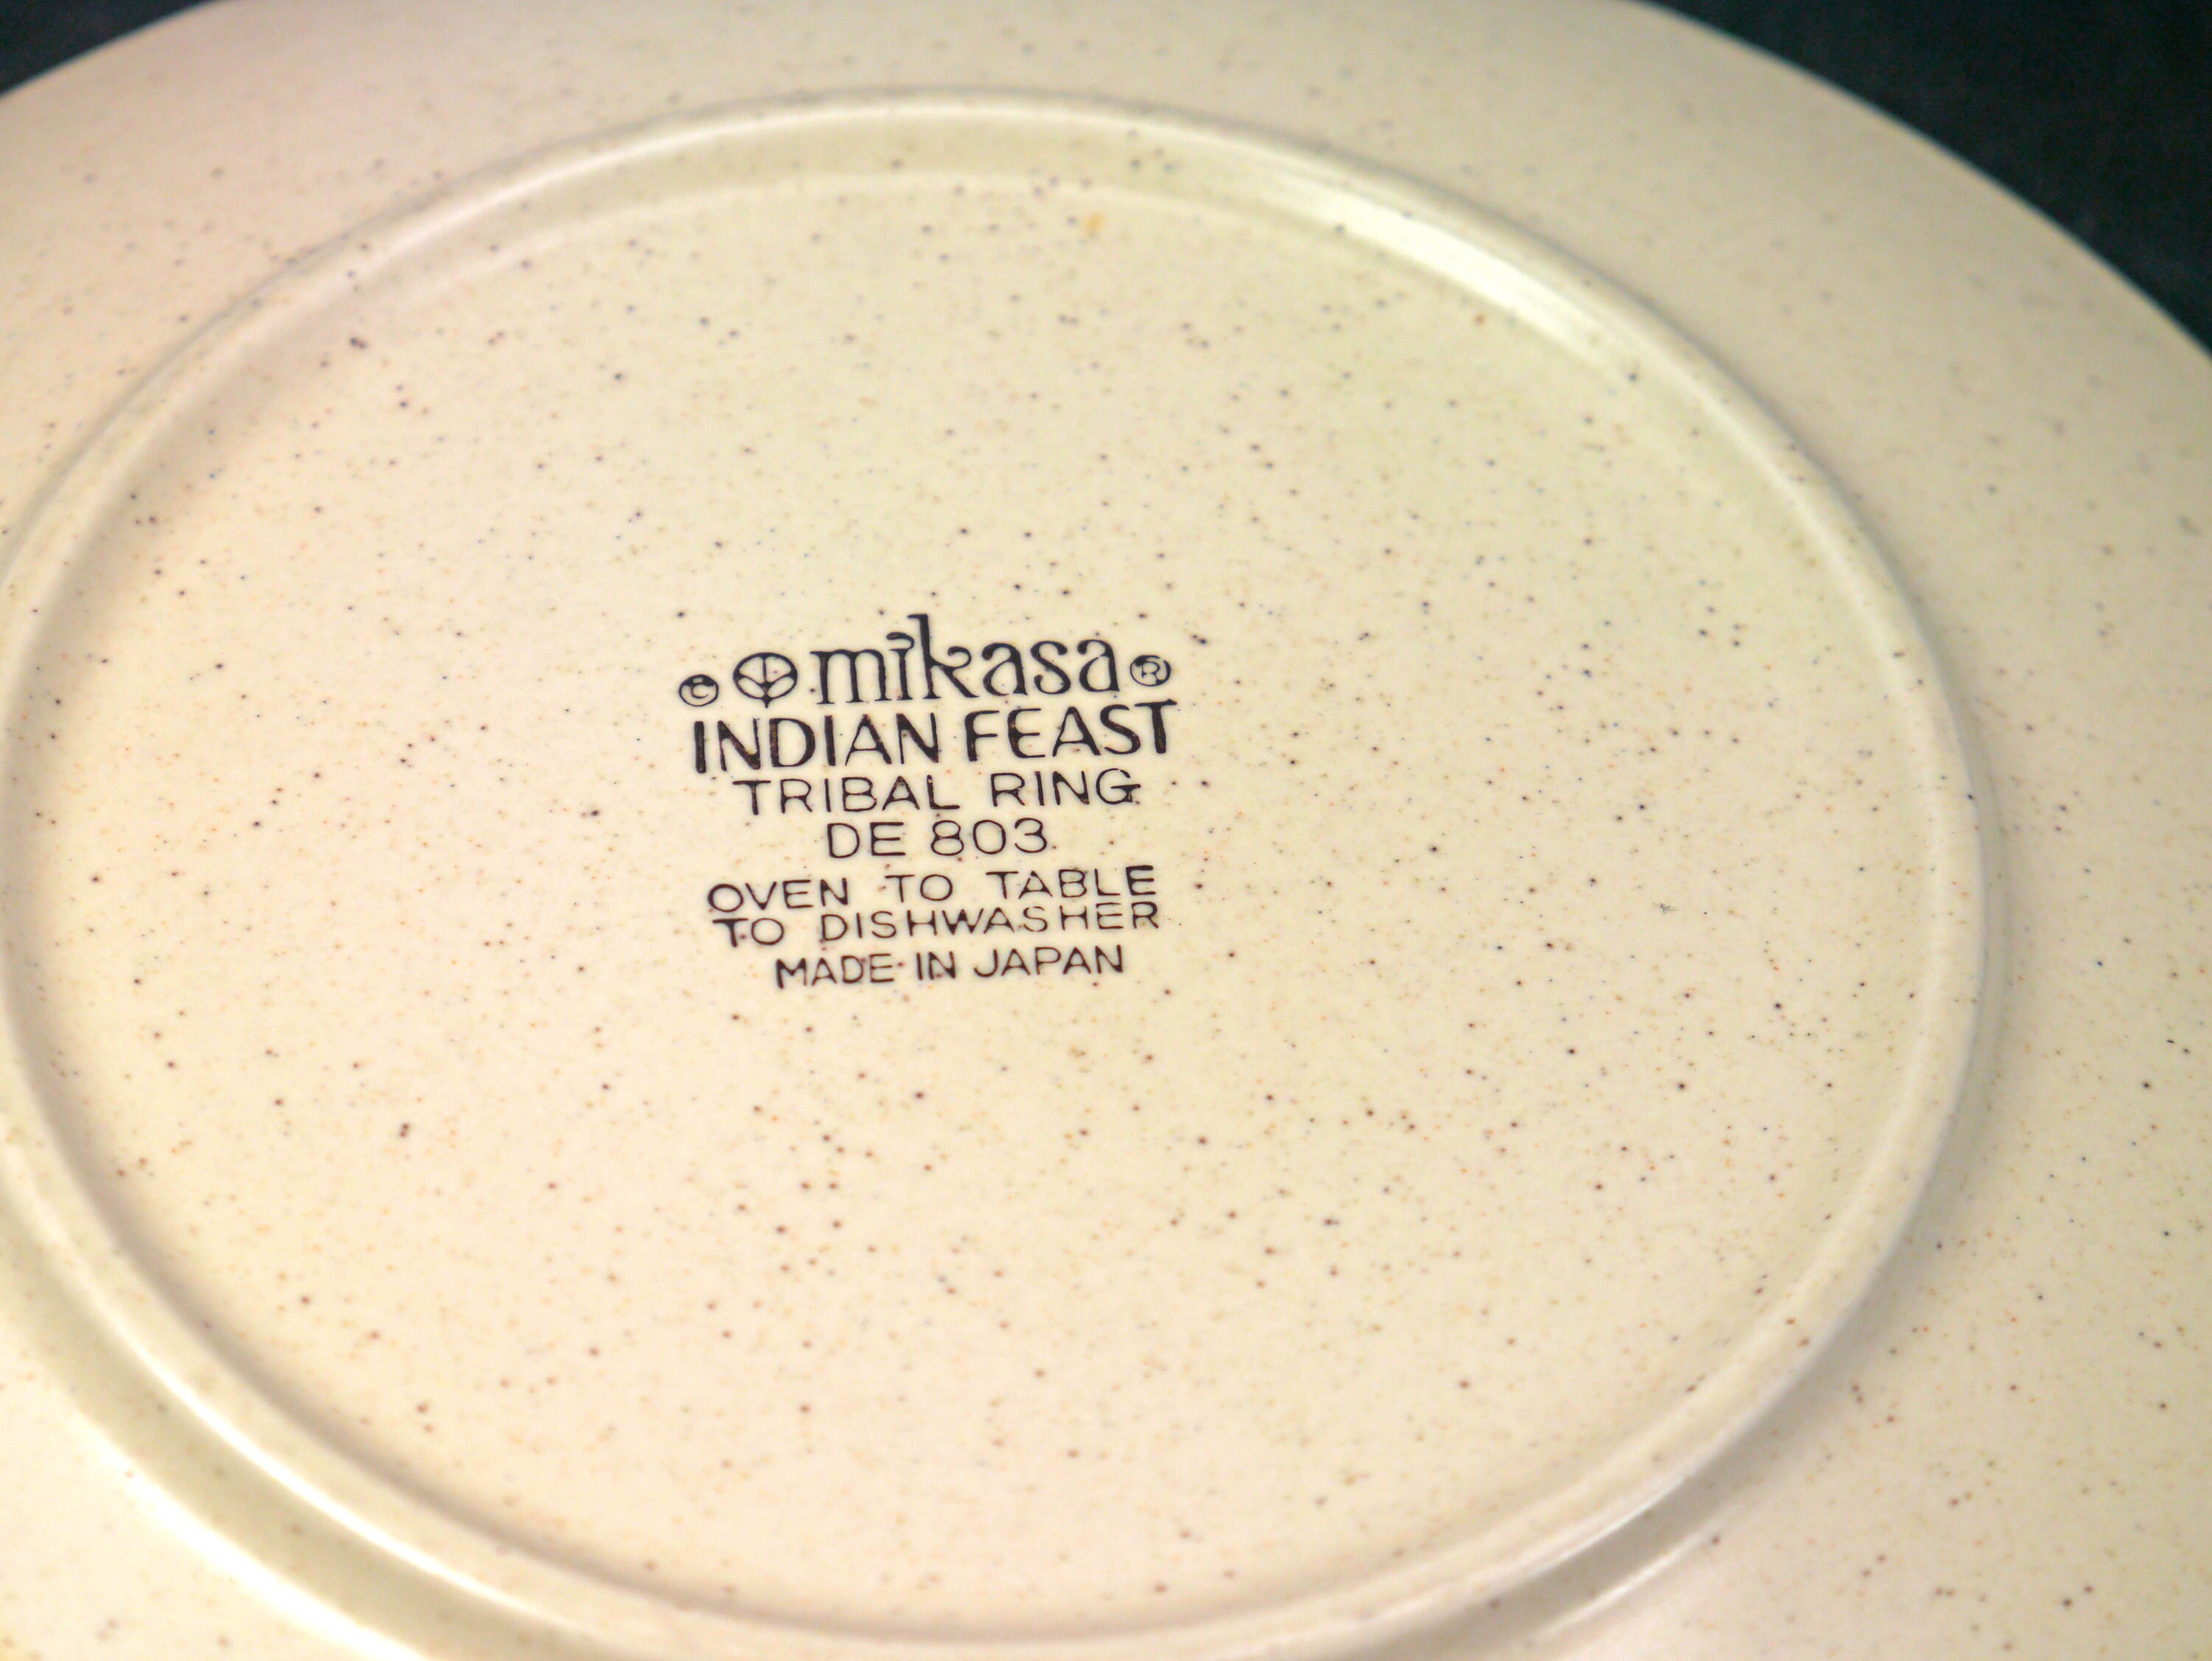 © mikasa ®
INDIAN FEAST
TRIBAL RING
DE 803
OVEN TO TABLE
TO DISHWASHER
MADE IN JAPAN